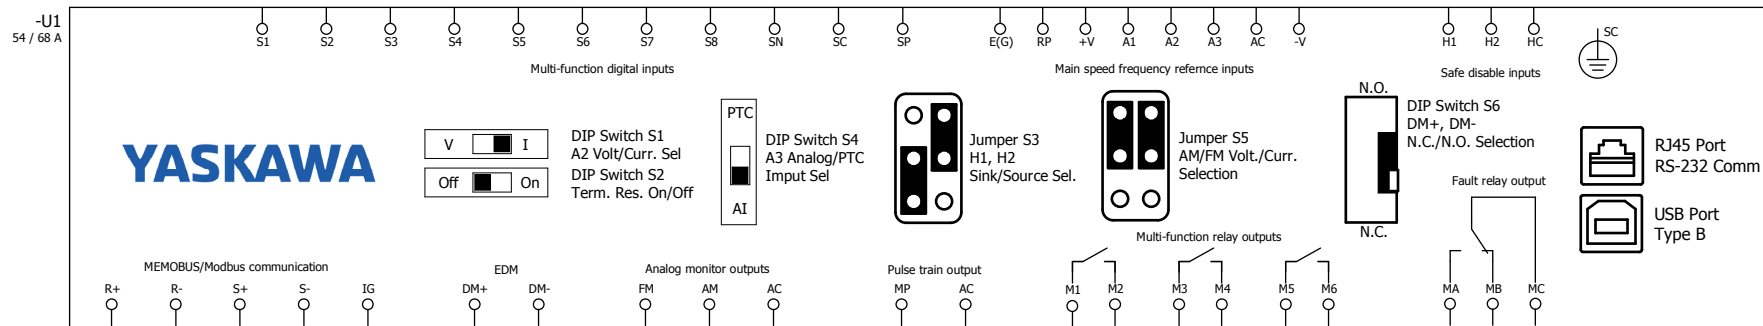 -U1
54 / 68 A
S1 S2 S3 S4 S5 S6 S7 S8 SN SC SP E(G) RP +V A1 A2 A3 AC -V H1 H2 HC
SC
Multi-function digital inputs
Main speed frequency refernce inputs
Safe disable inputs
YASKAWA
V I
DIP Switch S1
A2 Volt/Curr. Sel
Off On
DIP Switch S2
Term. Res. On/Off
PTC
AI
DIP Switch S4
A3 Analog/PTC
Imput Sel
Jumper S3
H1, H2
Sink/Source Sel.
Jumper S5
AM/FM Volt./Curr.
Selection
N.O.
N.C.
DIP Switch S6
DM+, DM-
N.C./N.O. Selection
RJ45 Port
RS-232 Comm
USB Port
Type B
Fault relay output
Multi-function relay outputs
MEMOBUS/Modbus communication
EDM
Analog monitor outputs
Pulse train output
R+ R- S+ S- IG DM+ DM- FM AM AC MP AC M1 M2 M3 M4 M5 M6 MA MB MC